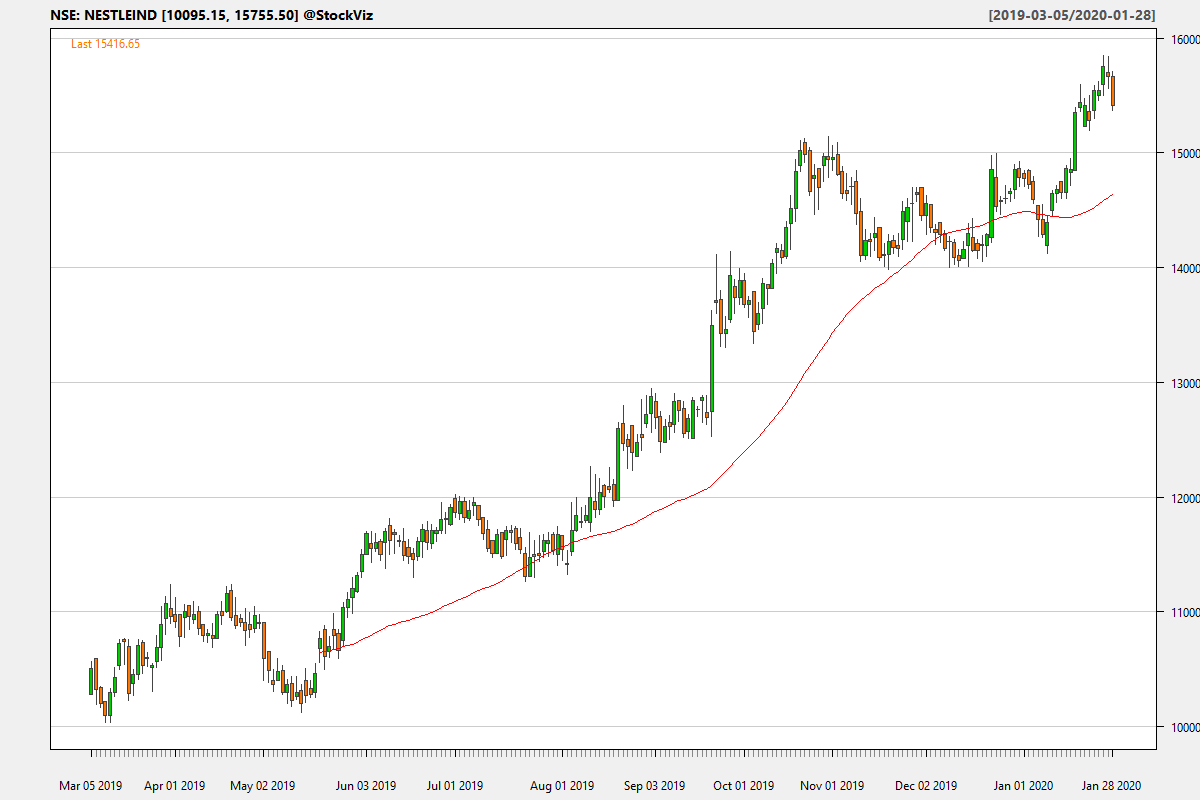 NSE: NESTLEIND [10095.15, 15755.50] @StockViz
[2019-03-05/2020-01-28]
Last 15416.65
16000
15000
14000
13000
12000
11000
10000
Mar 05 2019 Apr 01 2019 May 02 2019 Jun 03 2019 Jul 01 2019 Aug 01 2019 Sep 03 2019 Oct 01 2019 Nov 01 2019 Dec 02 2019 Jan 01 2020 Jan 28 2020